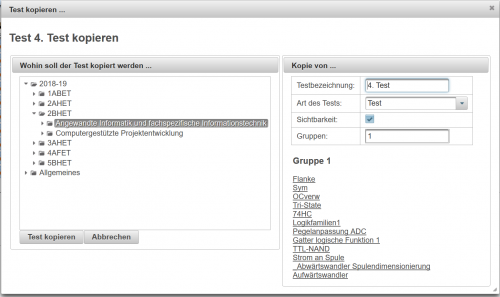 Test kopieren ...
Test 4. Test kopieren
Wohin soll der Test kopiert werden ...
2018-19
1ABET
2AHET
2BHET
Angewandte Informatik und fachspezifische Informationstechnik
Computergestützte Projektentwicklung
3AHET
4AFET
5BHET
Allgemeines
Test kopieren
Abbrechen
Kopie von ...
Testbezeichnung: 4. Test
Art des Tests: Test
Sichtbarkeit:
Gruppen: 1
Gruppe 1
Flanke
Sym
OCverw
Tri-State
74HC
Logikfamilien1
Pegelanpassung ADC
Gatter logische Funktion 1
TTL-NAND
Strom an Spule
_Abwärtswandler Spulendimensionierung
Aufwärtswandler